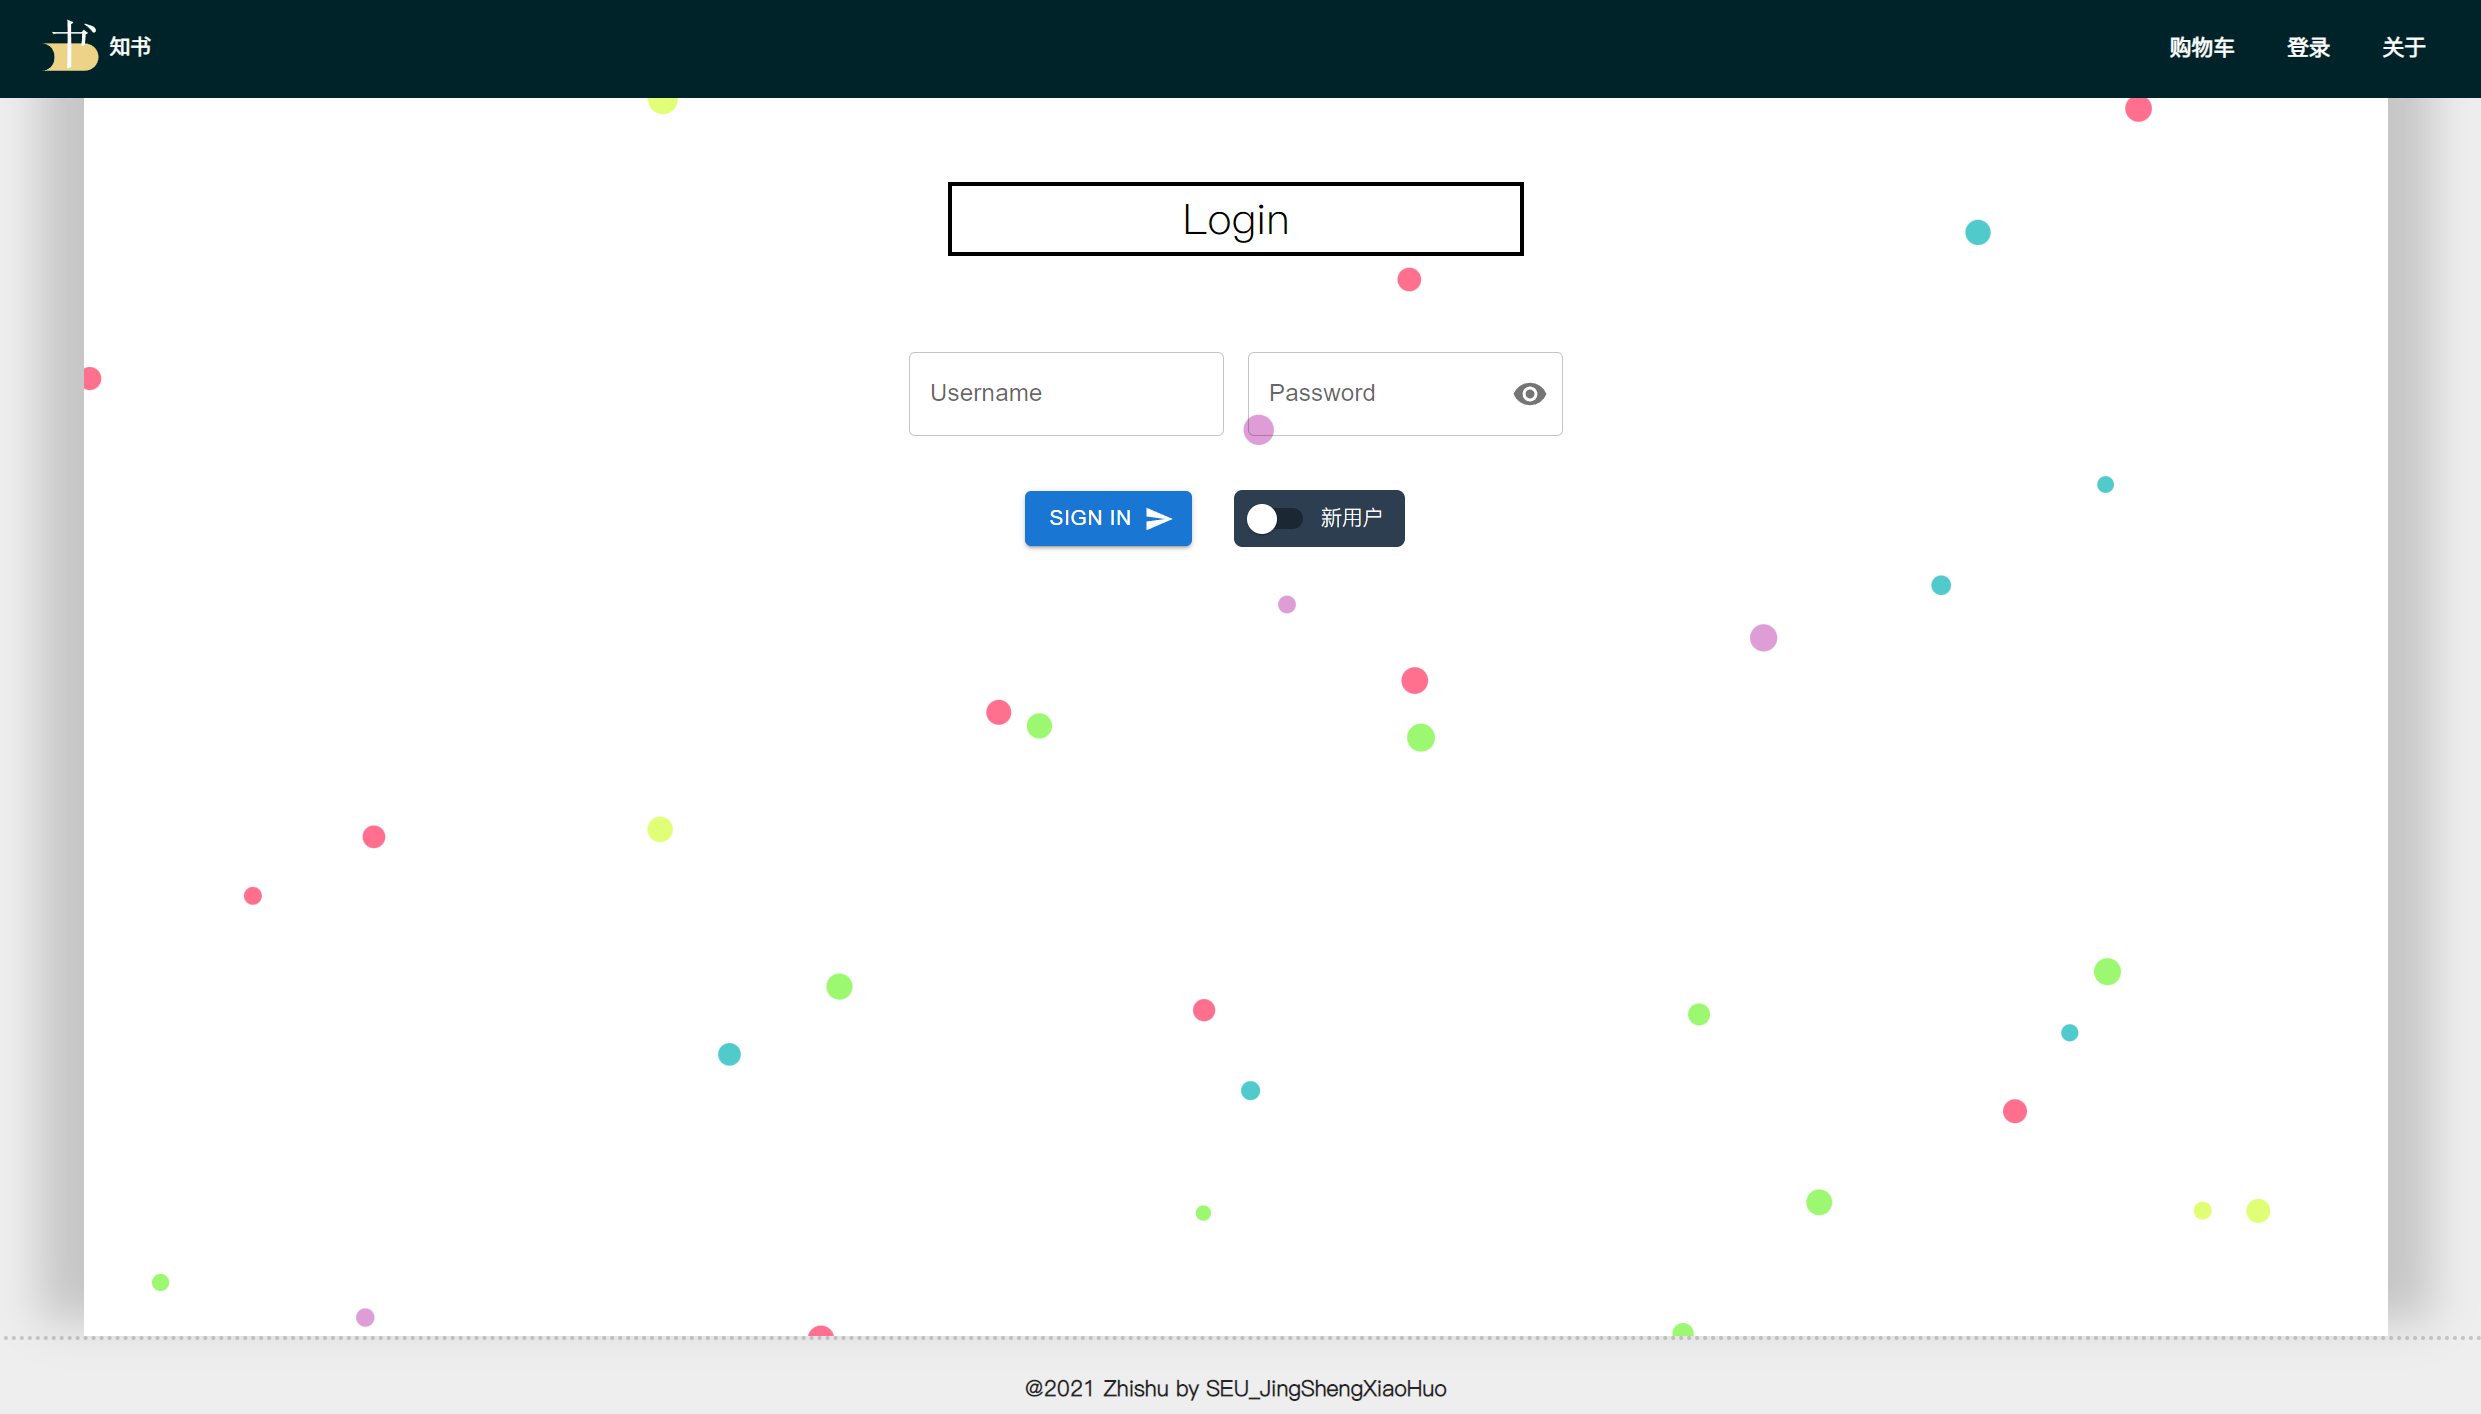 书 知书
购物车 登录 关于
Login
Username
Password
SIGN IN
新用户
@2021 Zhishu by SEU_JingShengXiaoHuo